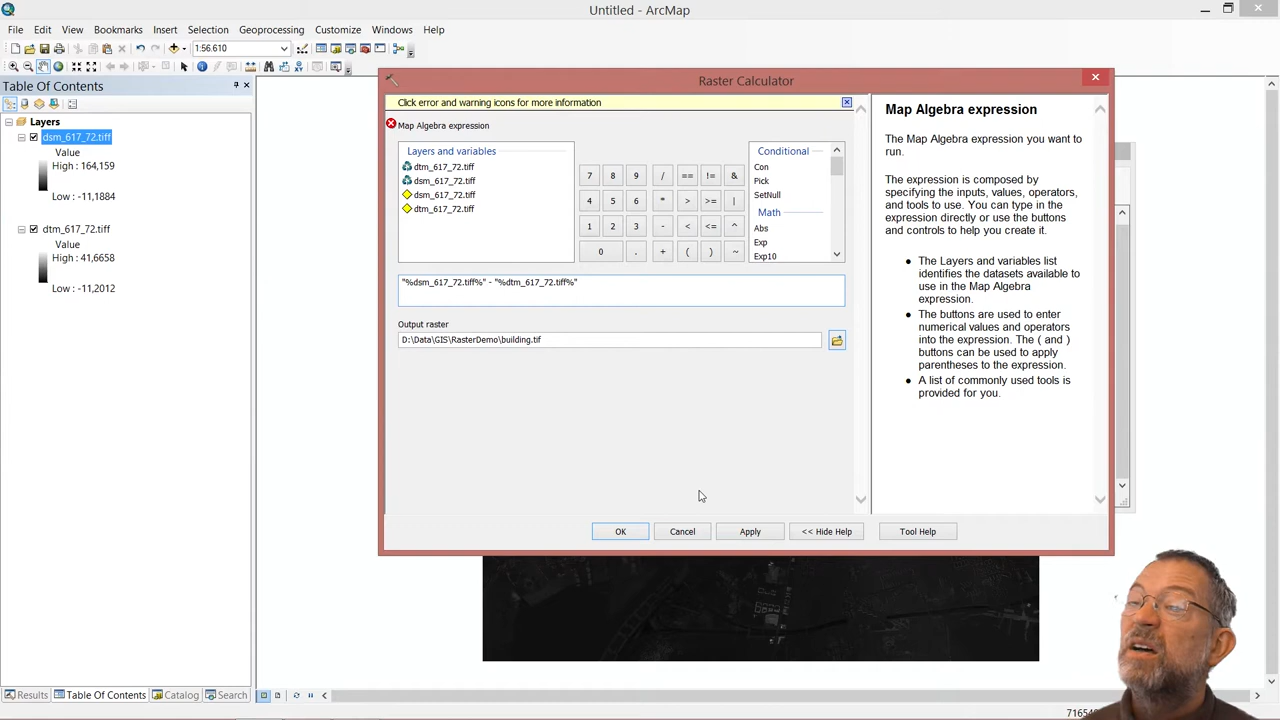 Untitled - ArcMap
File Edit View Bookmarks Insert Selection Geoprocessing Customize Windows Help
1:56.610
Table Of Contents
Layers
dsm_617_72.tiff
Value
High : 164,159
Low : -11,1884
dtm_617_72.tiff
Value
High : 41,6658
Low : -11,2012
Results Table Of Contents Catalog Search
Raster Calculator
Click error and warning icons for more information
Map Algebra expression
Layers and variables
dtm_617_72.tiff
dsm_617_72.tiff
dsm_617_72.tiff
dtm_617_72.tiff
7 8 9 / == != &
4 5 6 * > >= |
1 2 3 - < <= ^
0 . + ( ) ~
Conditional
Con
Pick
SetNull
Math
Abs
Exp
Exp10
"%dsm_617_72.tiff%" - "%dtm_617_72.tiff%"
Output raster
D:\Data\GIS\RasterDemo\building.tif
OK Cancel Apply << Hide Help Tool Help
Map Algebra expression
The Map Algebra expression you want to
run.
The expression is composed by
specifying the inputs, values, operators,
and tools to use. You can type in the
expression directly or use the buttons
and controls to help you create it.
• The Layers and variables list
identifies the datasets available to
use in the Map Algebra
expression.
• The buttons are used to enter
numerical values and operators
into the expression. The ( and )
buttons can be used to apply
parentheses to the expression.
• A list of commonly used tools is
provided for you.